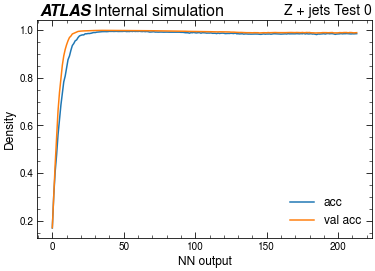 ATLAS Internal simulation
Z + jets Test 0
1.0
0.8
0.6
0.4
0.2
Density
0 50 100 150 200
NN output
acc
val acc